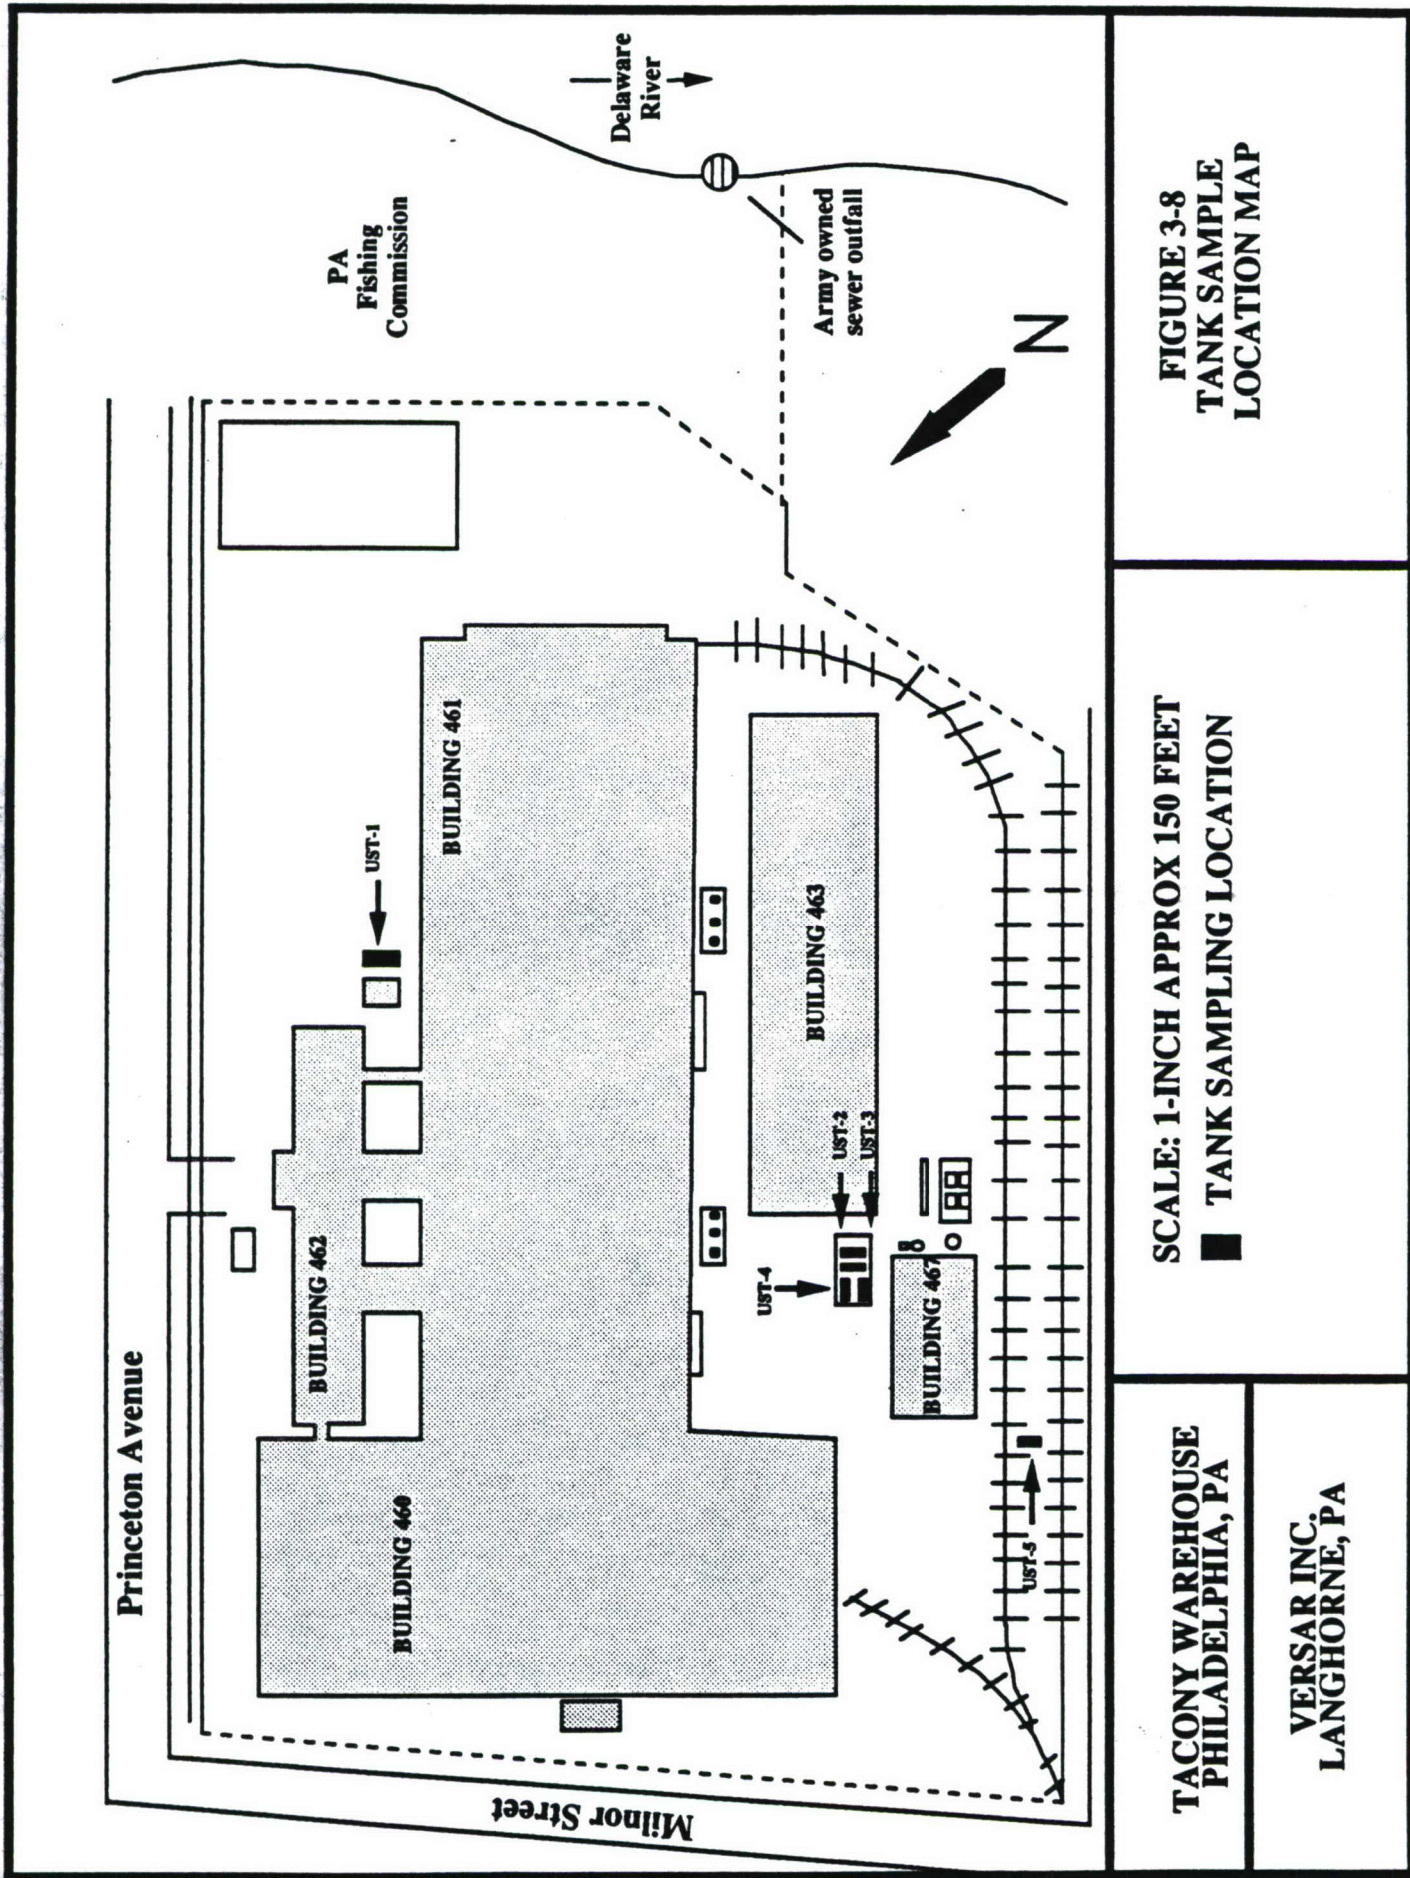 Princeton Avenue
Milnor Street
BUILDING 460
BUILDING 462
BUILDING 461
BUILDING 463
BUILDING 467
UST-1
UST-2
UST-3
UST-4
UST-5
PA
Fishing
Commission
Delaware
River
Army owned
sewer outfall
N
TACONY WAREHOUSE
PHILADELPHIA, PA
VERSAR INC.
LANGHORNE, PA
SCALE: 1-INCH APPROX 150 FEET
TANK SAMPLING LOCATION
FIGURE 3-8
TANK SAMPLE
LOCATION MAP